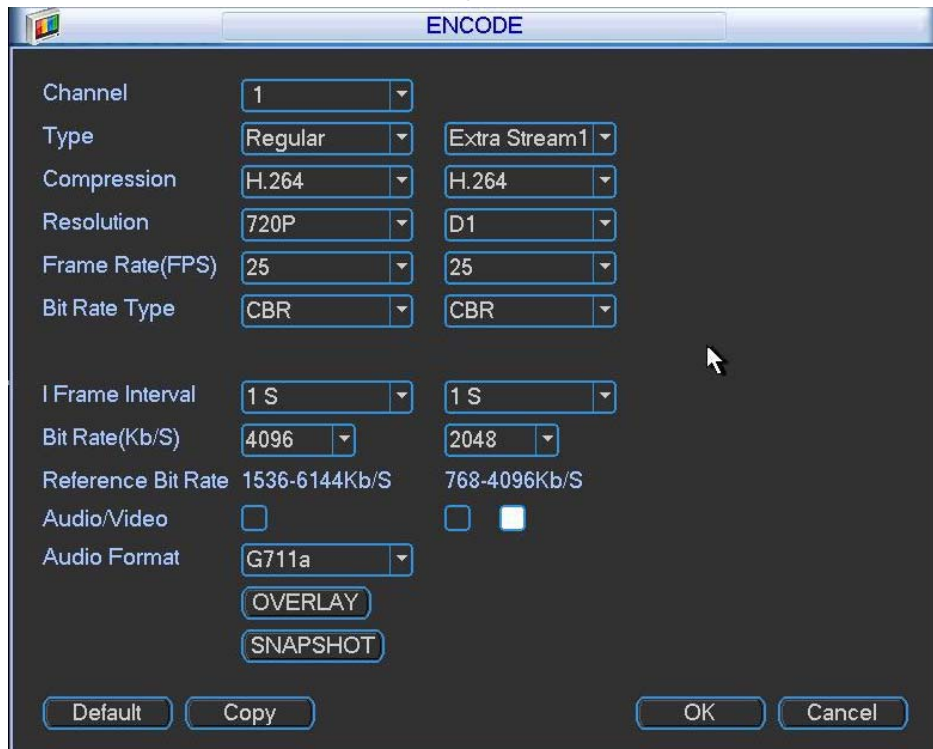 ENCODE
Channel 1
Type Regular Extra Stream1
Compression H.264 H.264
Resolution 720P D1
Frame Rate(FPS) 25 25
Bit Rate Type CBR CBR
I Frame Interval 1 S 1 S
Bit Rate(Kb/S) 4096 2048
Reference Bit Rate 1536-6144Kb/S 768-4096Kb/S
Audio/Video
Audio Format G711a
OVERLAY
SNAPSHOT
Default Copy OK Cancel